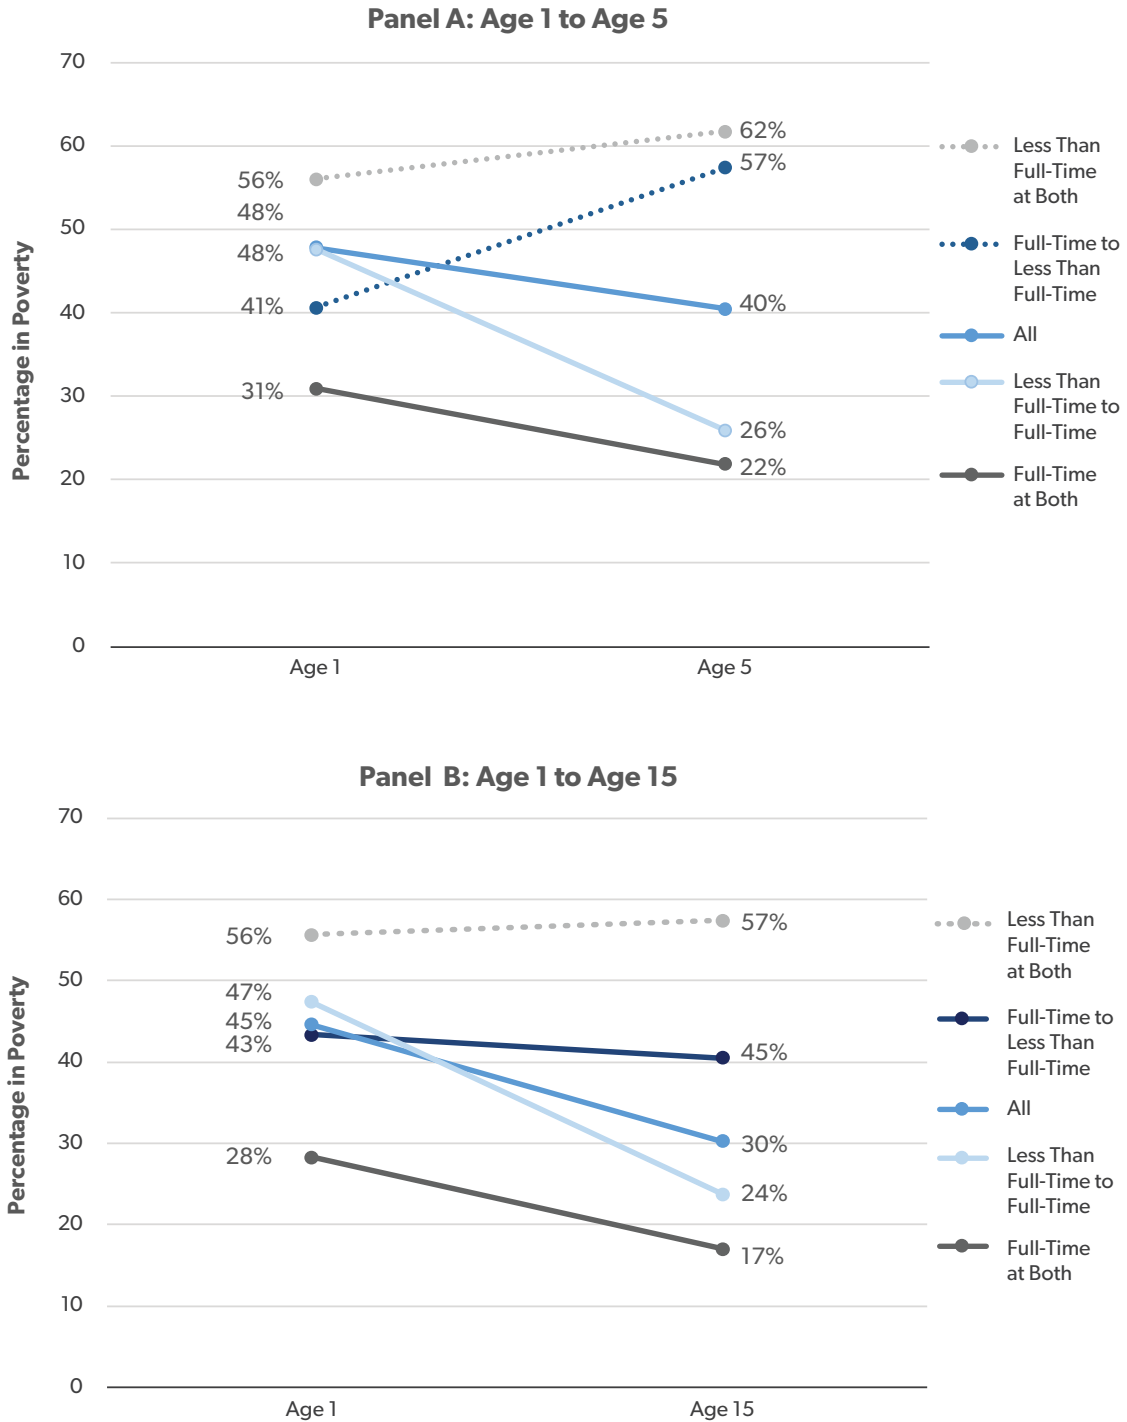 Panel A: Age 1 to Age 5
Percentage in Poverty
70
60
50
40
30
20
10
0
56%
48%
48%
41%
31%
62%
57%
40%
26%
22%
Age 1
Age 5
Less Than
Full-Time
at Both
Full-Time to
Less Than
Full-Time
All
Less Than
Full-Time to
Full-Time
Full-Time
at Both
Panel B: Age 1 to Age 15
Percentage in Poverty
70
60
50
40
30
20
10
0
56%
47%
45%
43%
28%
57%
45%
30%
24%
17%
Age 1
Age 15
Less Than
Full-Time
at Both
Full-Time to
Less Than
Full-Time
All
Less Than
Full-Time to
Full-Time
Full-Time
at Both